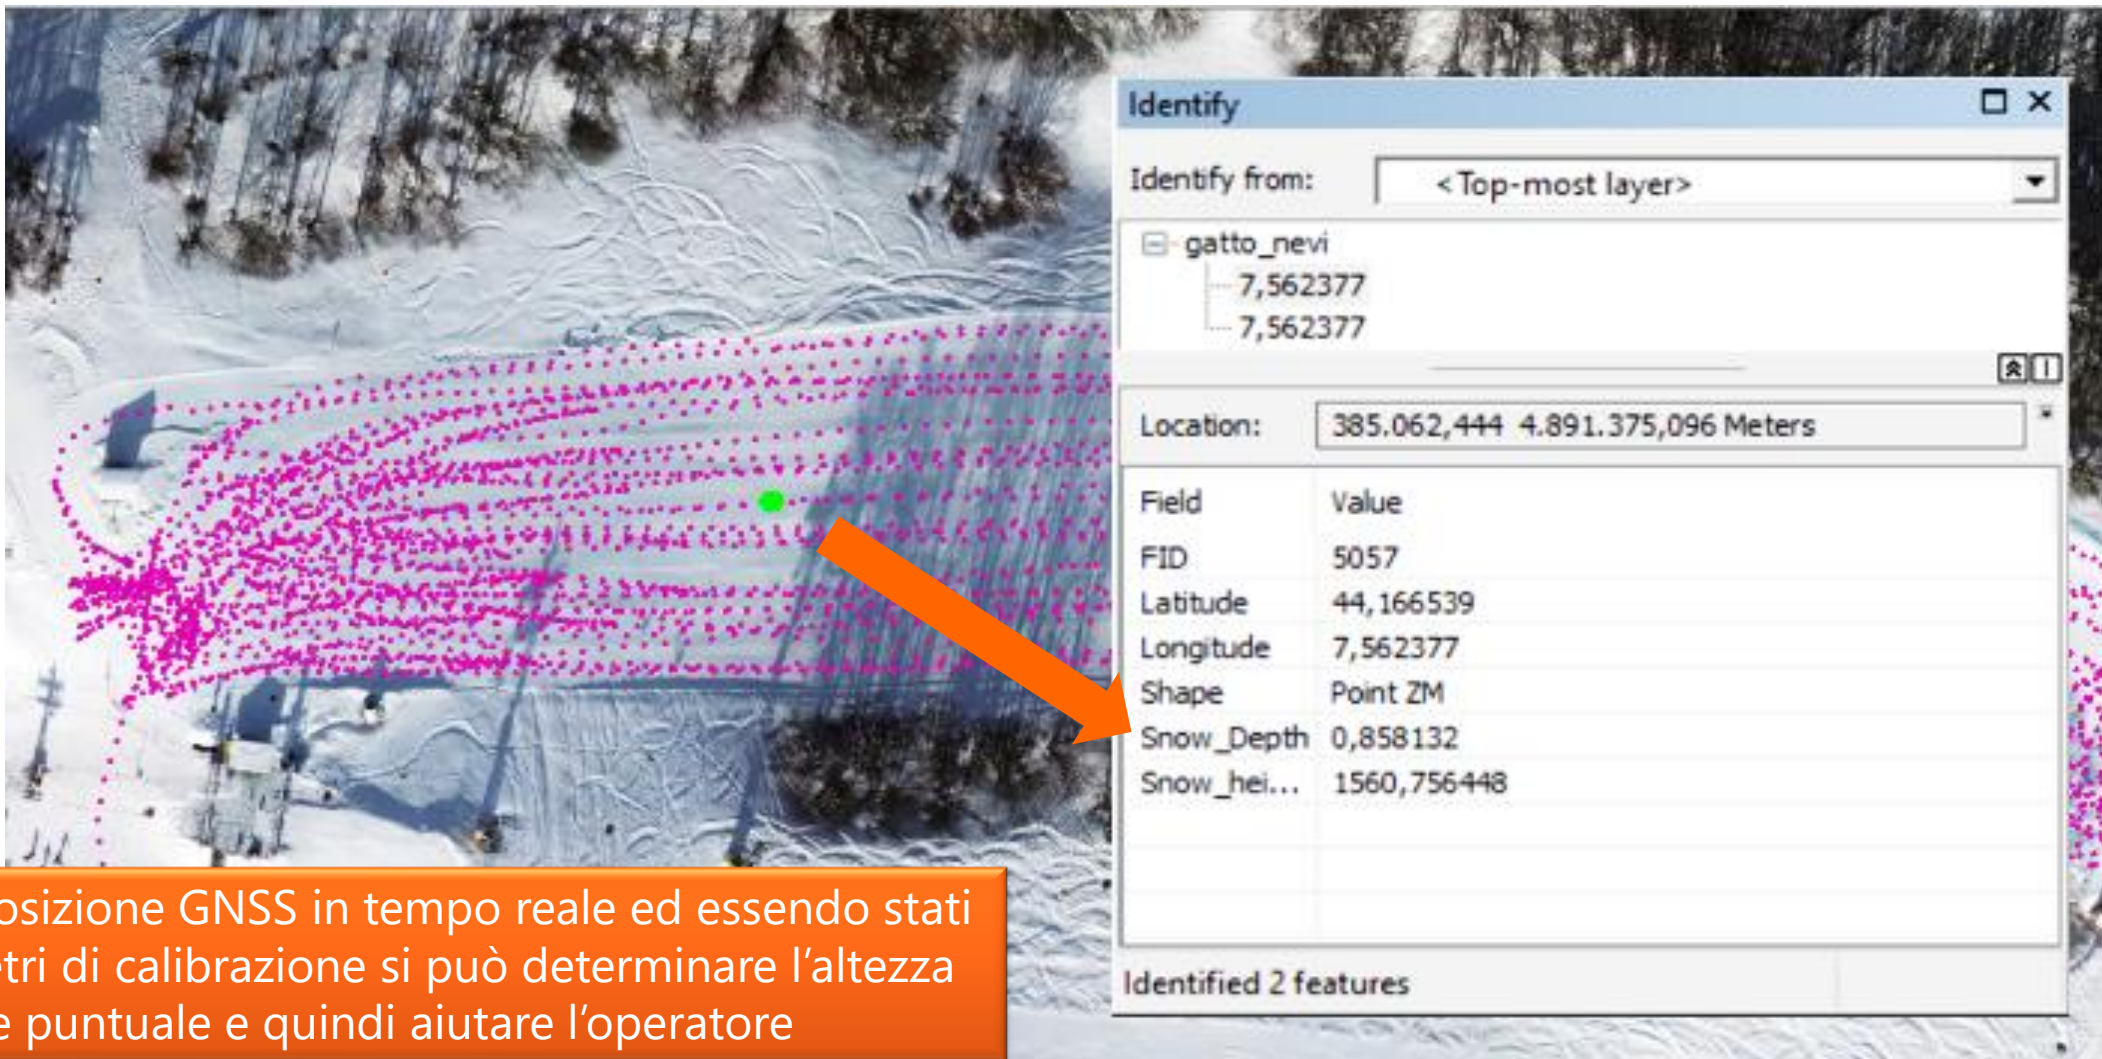 Identify
Identify from: <Top-most layer>
gatto_nevi
7,562377
7,562377
Location: 385.062,444 4.891.375,096 Meters
Field Value
FID 5057
Latitude 44,166539
Longitude 7,562377
Shape Point ZM
Snow_Depth 0,858132
Snow_hei... 1560,756448
Identified 2 features
osizione GNSS in tempo reale ed essendo stati
etri di calibrazione si può determinare l’altezza
e puntuale e quindi aiutare l’operatore